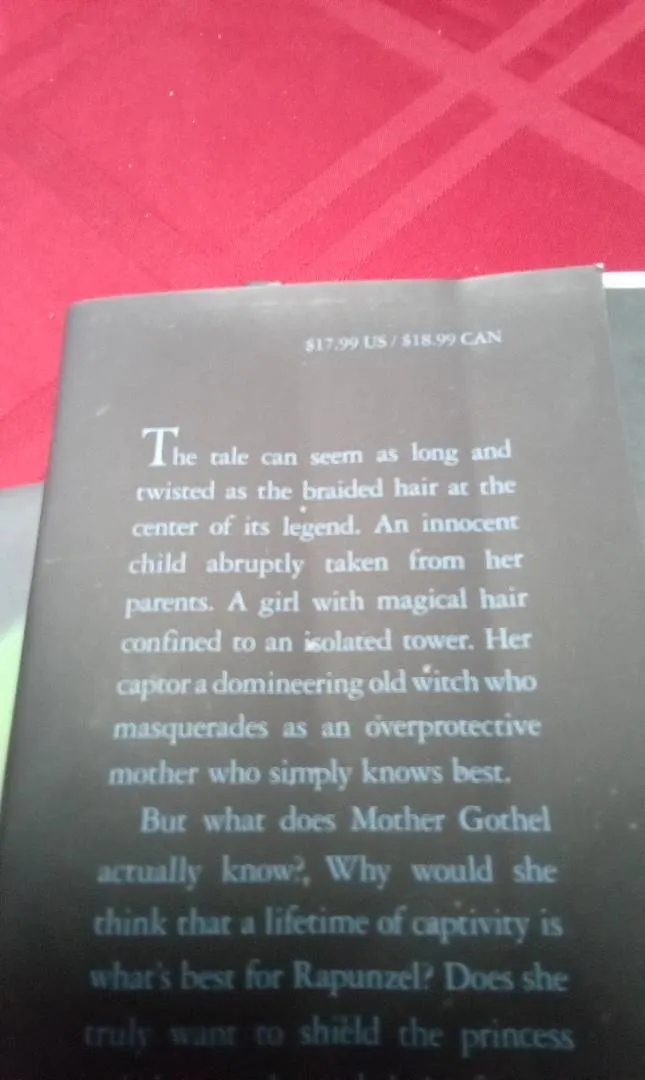 $17.99 US / $18.99 CAN
The tale can seem as long and
twisted as the braided hair at the
center of its legend. An innocent
child abruptly taken from her
parents. A girl with magical hair
confined to an isolated tower. Her
captor a domineering old witch who
masquerades as an overprotective
mother who simply knows best.
But what does Mother Gothel
actually know? Why would she
think that a lifetime of captivity is
what's best for Rapunzel? Does she
truly want to shield the princess